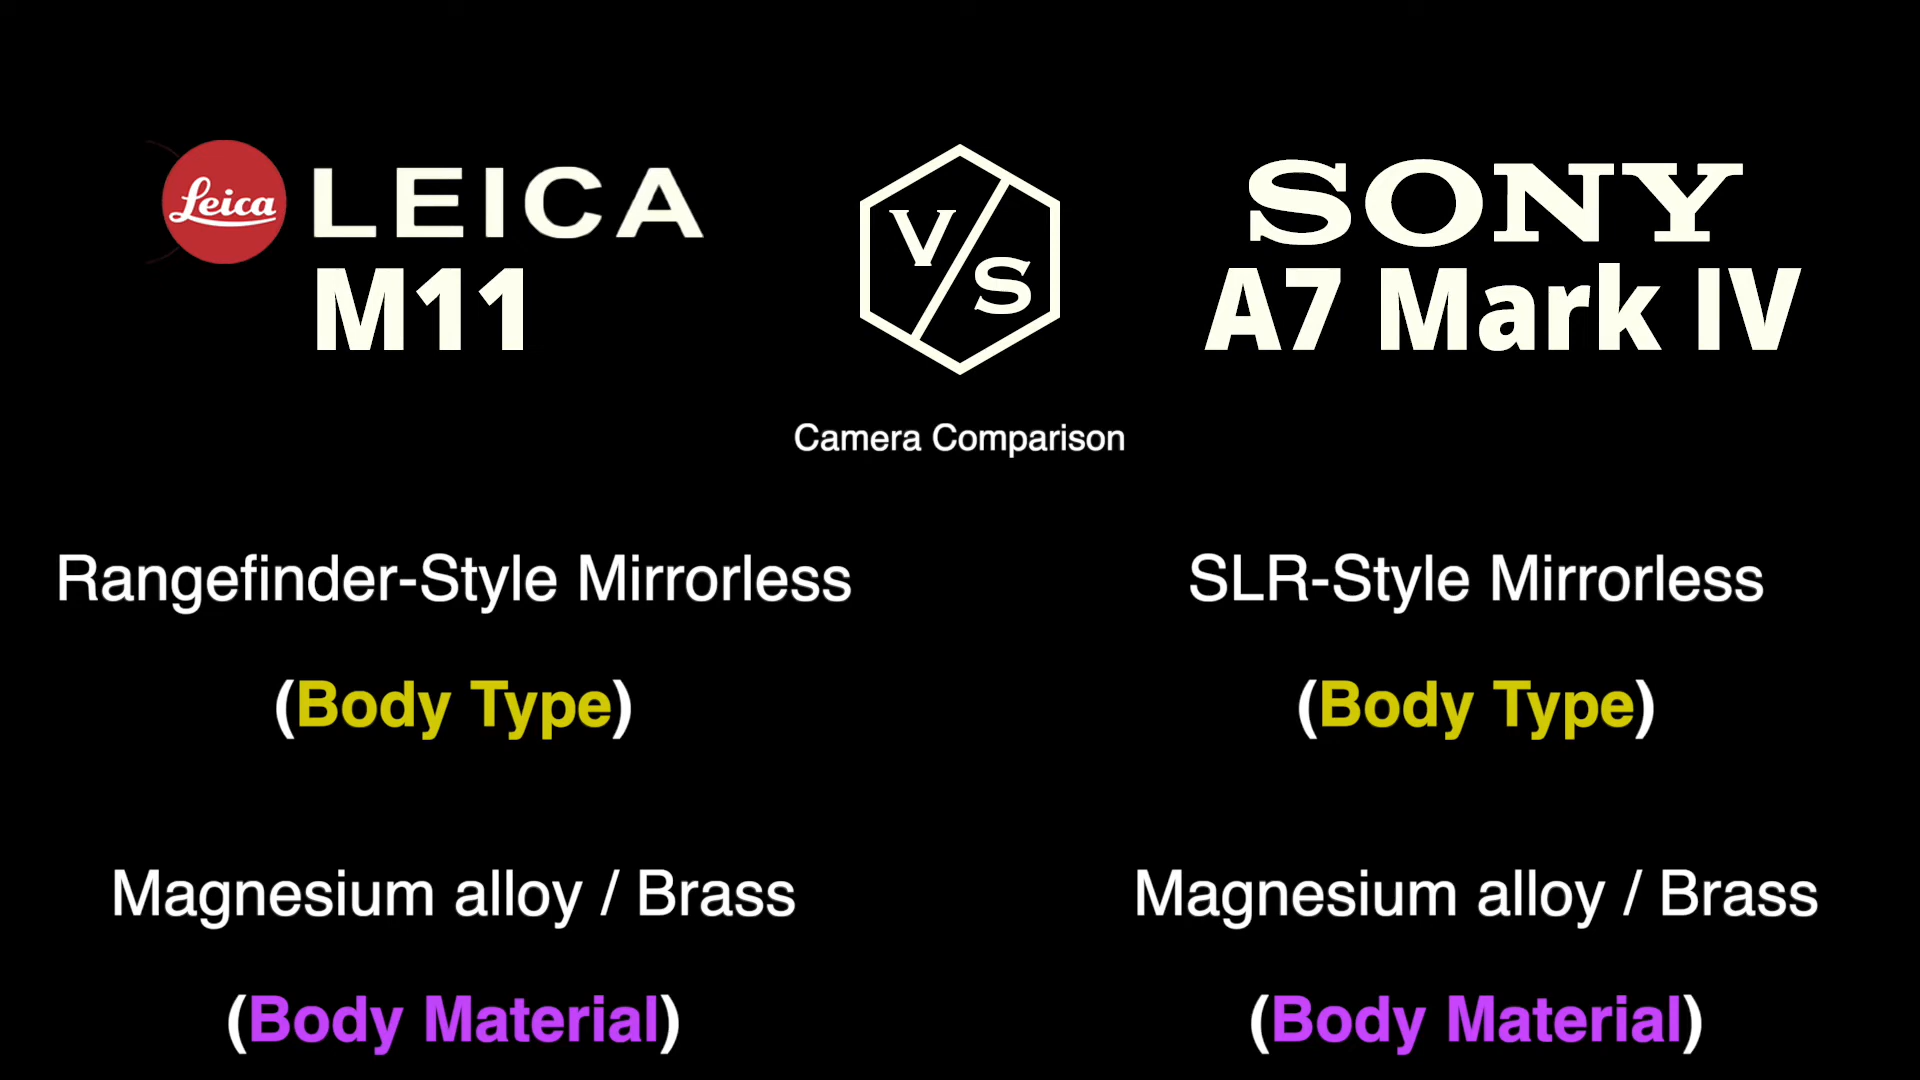 Leica LEICA
M11
VS
SONY
A7 Mark IV
Camera Comparison
Rangefinder-Style Mirrorless
SLR-Style Mirrorless
(Body Type)
(Body Type)
Magnesium alloy / Brass
Magnesium alloy / Brass
(Body Material)
(Body Material)